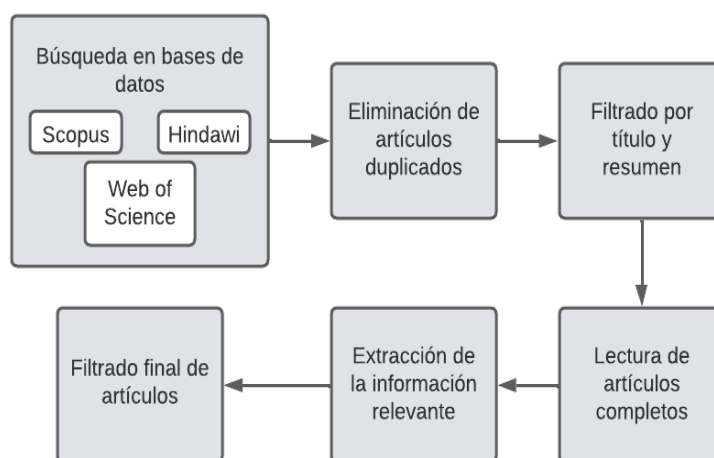 Búsqueda en bases de
datos
Scopus
Hindawi
Web of
Science
Eliminación de
artículos
duplicados
Filtrado por
título y
resumen
Lectura de
artículos
completos
Extracción de
la información
relevante
Filtrado final de
artículos